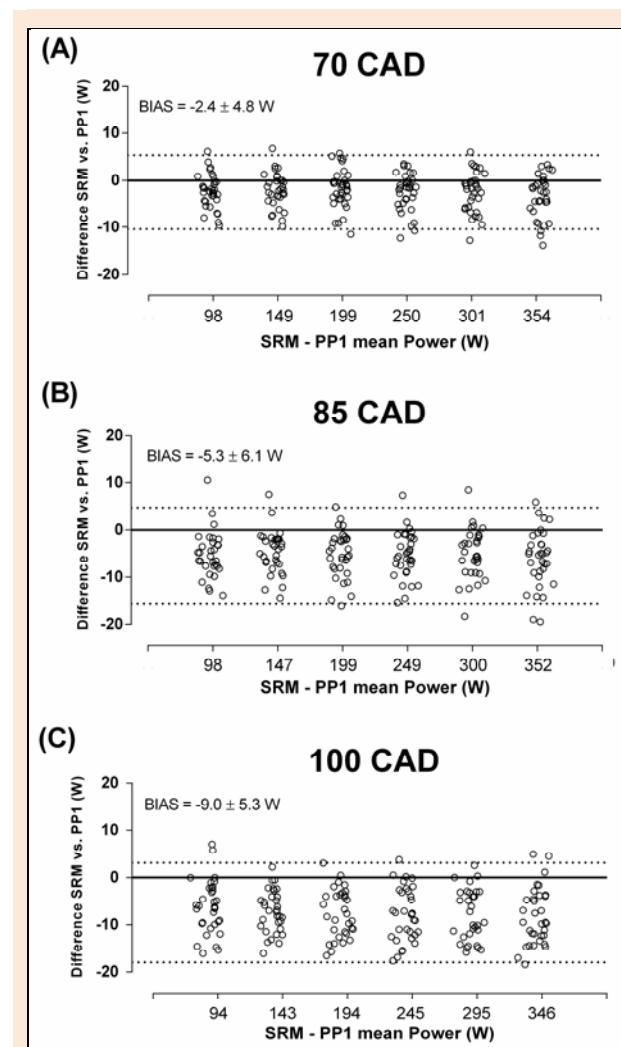 (A)
70 CAD
BIAS = -2.4 ± 4.8 W
Difference SRM vs. PP1 (W)
20
10
0
-10
-20
98 149 199 250 301 354
SRM - PP1 mean Power (W)
(B)
85 CAD
BIAS = -5.3 ± 6.1 W
Difference SRM vs. PP1 (W)
20
10
0
-10
-20
98 147 199 249 300 352
SRM - PP1 mean Power (W)
(C)
100 CAD
BIAS = -9.0 ± 5.3 W
Difference SRM vs. PP1 (W)
20
10
0
-10
-20
94 143 194 245 295 346
SRM - PP1 mean Power (W)